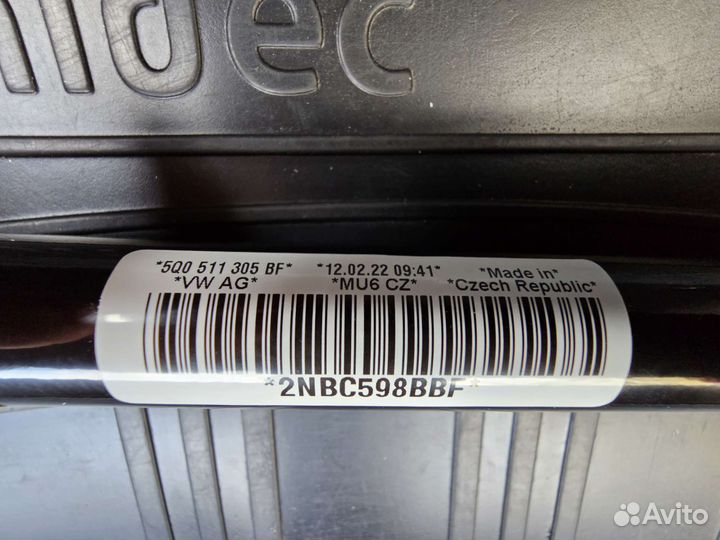 nidec
*5Q0 511 305 BF* *12.02.22 09:41* *Made in*
*VW AG* *MU6 CZ* *Czech Republic*
*2NBC598BBF*
Avito